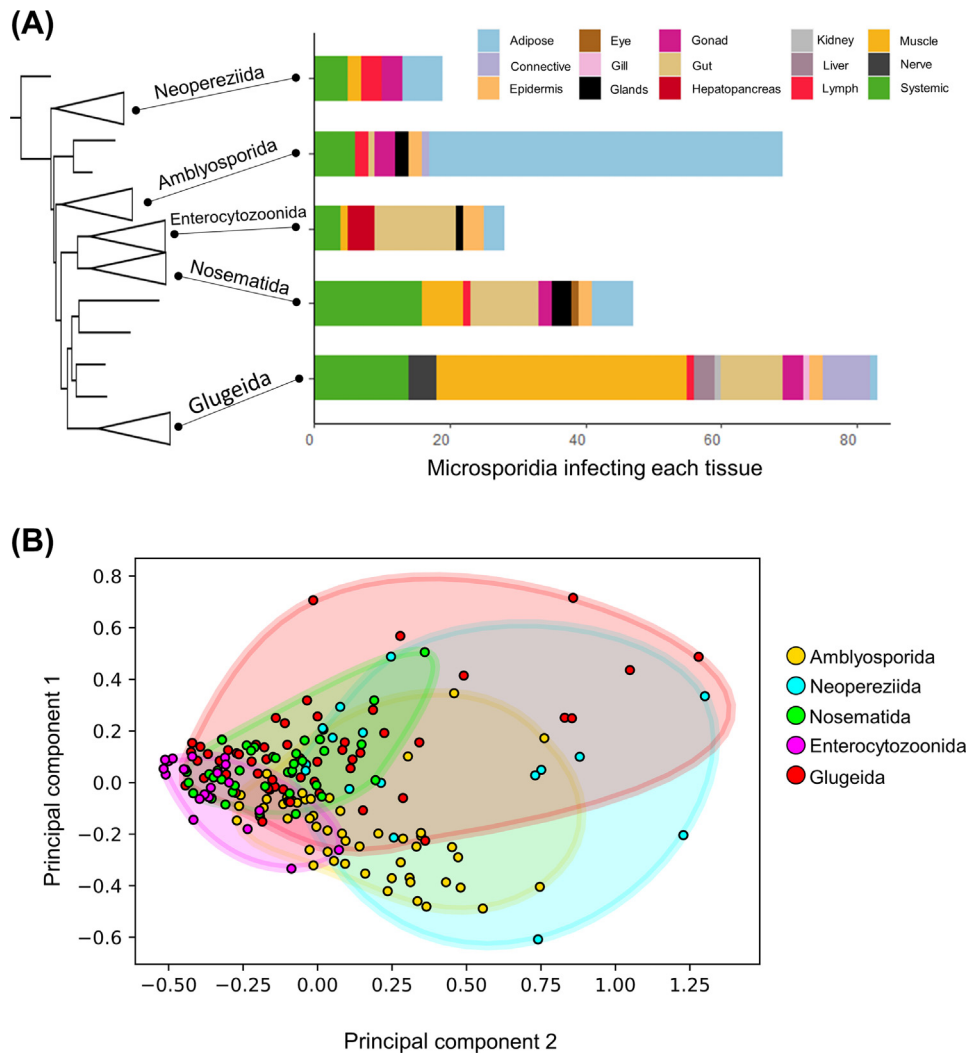 (A)
Adipose Eye Gonad Kidney Muscle
Connective Gill Gut Liver Nerve
Epidermis Glands Hepatopancreas Lymph Systemic
Neopereziida
Amblyosporida
Enterocytozoonida
Nosematida
Glugeida
0 20 40 60 80
Microsporidia infecting each tissue
(B)
Principal component 1
0.8
0.6
0.4
0.2
0.0
−0.2
−0.4
−0.6
−0.50 −0.25 0.00 0.25 0.50 0.75 1.00 1.25
Principal component 2
Amblyosporida
Neopereziida
Nosematida
Enterocytozoonida
Glugeida